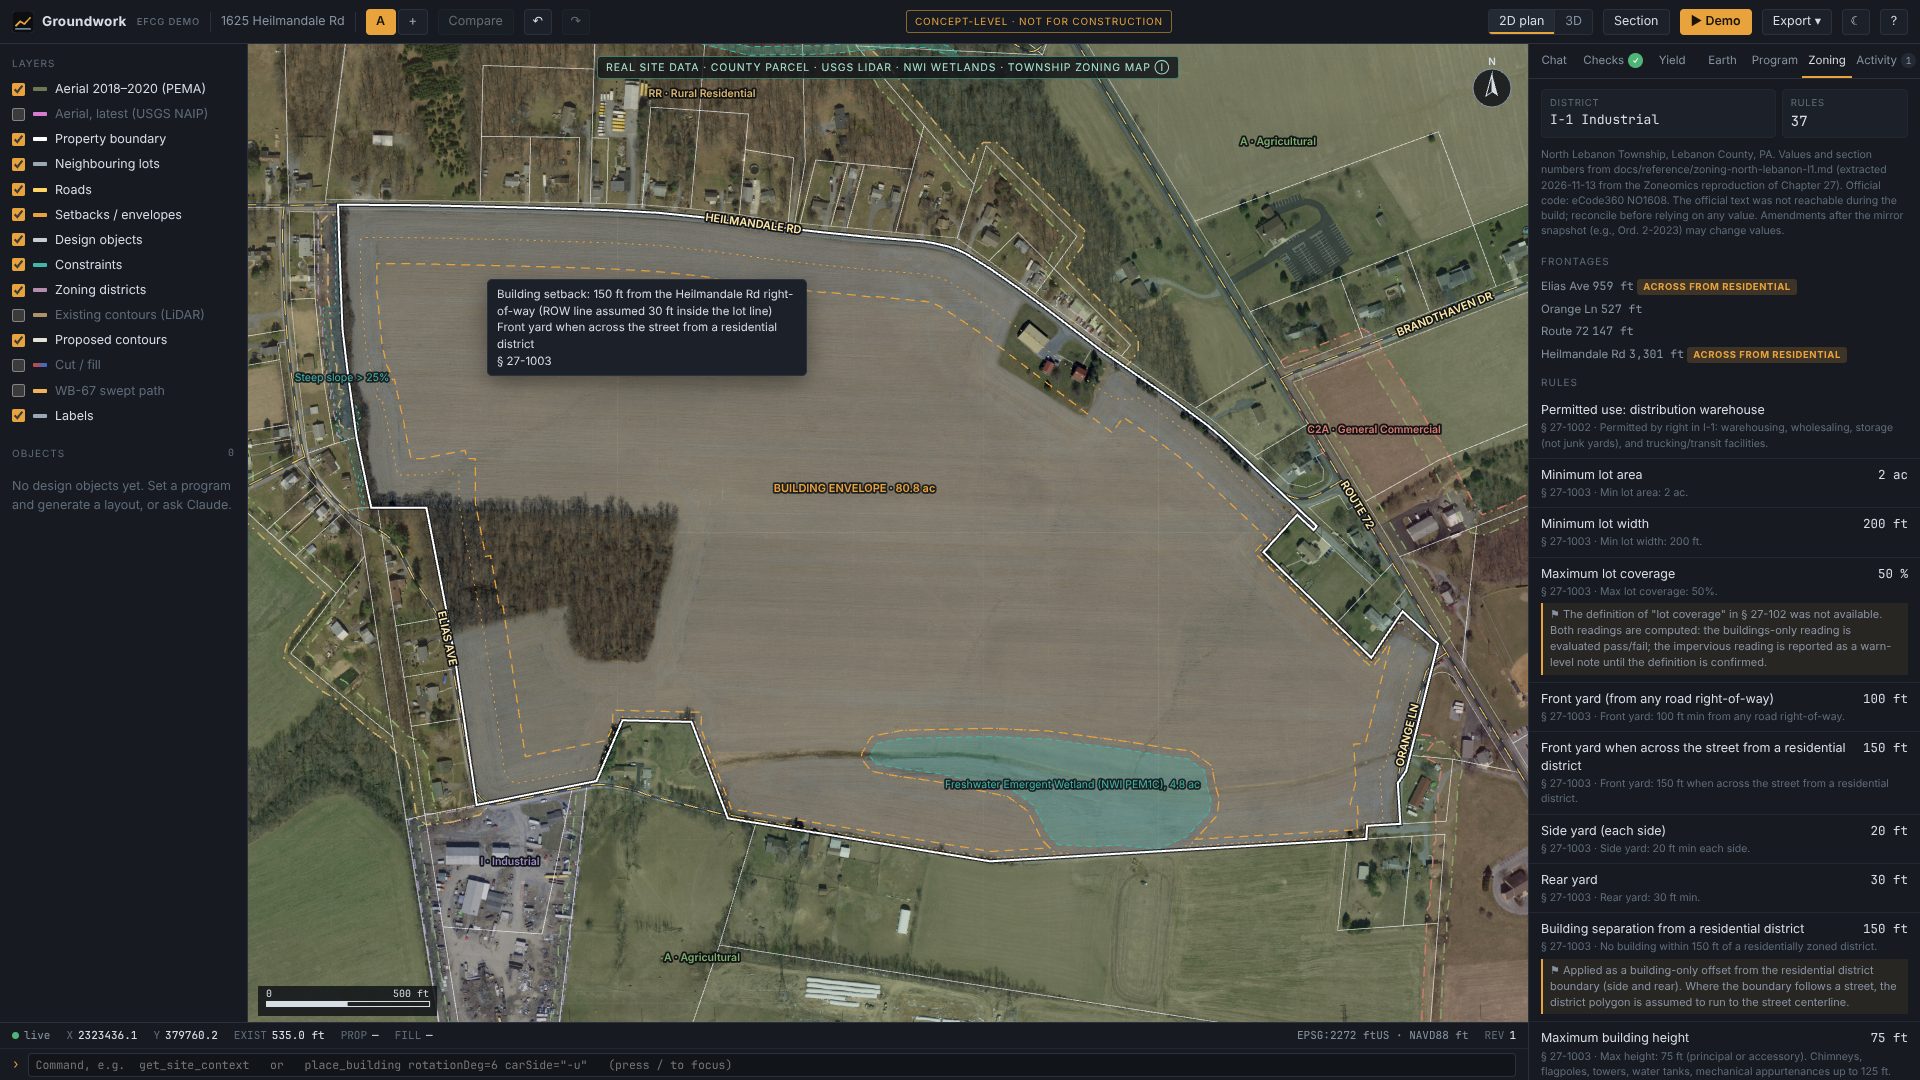 Groundwork EFCG DEMO 1625 Heilmandale Rd A + Compare ↶ ↷ CONCEPT-LEVEL · NOT FOR CONSTRUCTION 2D plan 3D Section ▶ Demo Export ▾ ☾ ?
LAYERS
Aerial 2018–2020 (PEMA)
Aerial, latest (USGS NAIP)
Property boundary
Neighbouring lots
Roads
Setbacks / envelopes
Design objects
Constraints
Zoning districts
Existing contours (LiDAR)
Proposed contours
Cut / fill
WB-67 swept path
Labels
OBJECTS 0
No design objects yet. Set a program
and generate a layout, or ask Claude.
REAL SITE DATA · COUNTY PARCEL · USGS LIDAR · NWI WETLANDS · TOWNSHIP ZONING MAP ⓘ
N
RR · Rural Residential
A · Agricultural
HEILMANDALE RD
Building setback: 150 ft from the Heilmandale Rd right-
of-way (ROW line assumed 30 ft inside the lot line)
Front yard when across the street from a residential
district
§ 27-1003
BRANDTHAVEN DR
Steep slope > 25%
C2A · General Commercial
BUILDING ENVELOPE · 80.8 ac
ROUTE 72
ELIAS AVE
ORANGE LN
Freshwater Emergent Wetland (NWI PEM1C), 4.8 ac
I · Industrial
A · Agricultural
0 500 ft
Chat Checks ✓ Yield Earth Program Zoning Activity 1
DISTRICT
I-1 Industrial
RULES
37
North Lebanon Township, Lebanon County, PA. Values and section
numbers from docs/reference/zoning-north-lebanon-I1.md (extracted
2026-11-13 from the Zoneomics reproduction of Chapter 27). Official
code: eCode360 NO1608. The official text was not reachable during the
build; reconcile before relying on any value. Amendments after the mirror
snapshot (e.g., Ord. 2-2023) may change values.
FRONTAGES
Elias Ave 959 ft ACROSS FROM RESIDENTIAL
Orange Ln 527 ft
Route 72 147 ft
Heilmandale Rd 3,301 ft ACROSS FROM RESIDENTIAL
RULES
Permitted use: distribution warehouse
§ 27-1002 · Permitted by right in I-1: warehousing, wholesaling, storage
(not junk yards), and trucking/transit facilities.
Minimum lot area 2 ac
§ 27-1003 · Min lot area: 2 ac.
Minimum lot width 200 ft
§ 27-1003 · Min lot width: 200 ft.
Maximum lot coverage 50 %
§ 27-1003 · Max lot coverage: 50%.
⚑ The definition of "lot coverage" in § 27-102 was not available.
Both readings are computed: the buildings-only reading is
evaluated pass/fail; the impervious reading is reported as a warn-
level note until the definition is confirmed.
Front yard (from any road right-of-way) 100 ft
§ 27-1003 · Front yard: 100 ft min from any road right-of-way.
Front yard when across the street from a residential 150 ft
district
§ 27-1003 · Front yard: 150 ft when across the street from a residential
district.
Side yard (each side) 20 ft
§ 27-1003 · Side yard: 20 ft min each side.
Rear yard 30 ft
§ 27-1003 · Rear yard: 30 ft min.
Building separation from a residential district 150 ft
§ 27-1003 · No building within 150 ft of a residentially zoned district.
⚑ Applied as a building-only offset from the residential district
boundary (side and rear). Where the boundary follows a street, the
district polygon is assumed to run to the street centerline.
Maximum building height 75 ft
§ 27-1003 · Max height: 75 ft (principal or accessory). Chimneys,
flagpoles, towers, water tanks, mechanical appurtenances up to 125 ft.
live X 2323436.1 Y 379760.2 EXIST 535.0 ft PROP — FILL — EPSG:2272 ftUS · NAVD88 ft REV 1
› Command, e.g. get_site_context or place_building rotationDeg=6 carSide="-u" (press / to focus)